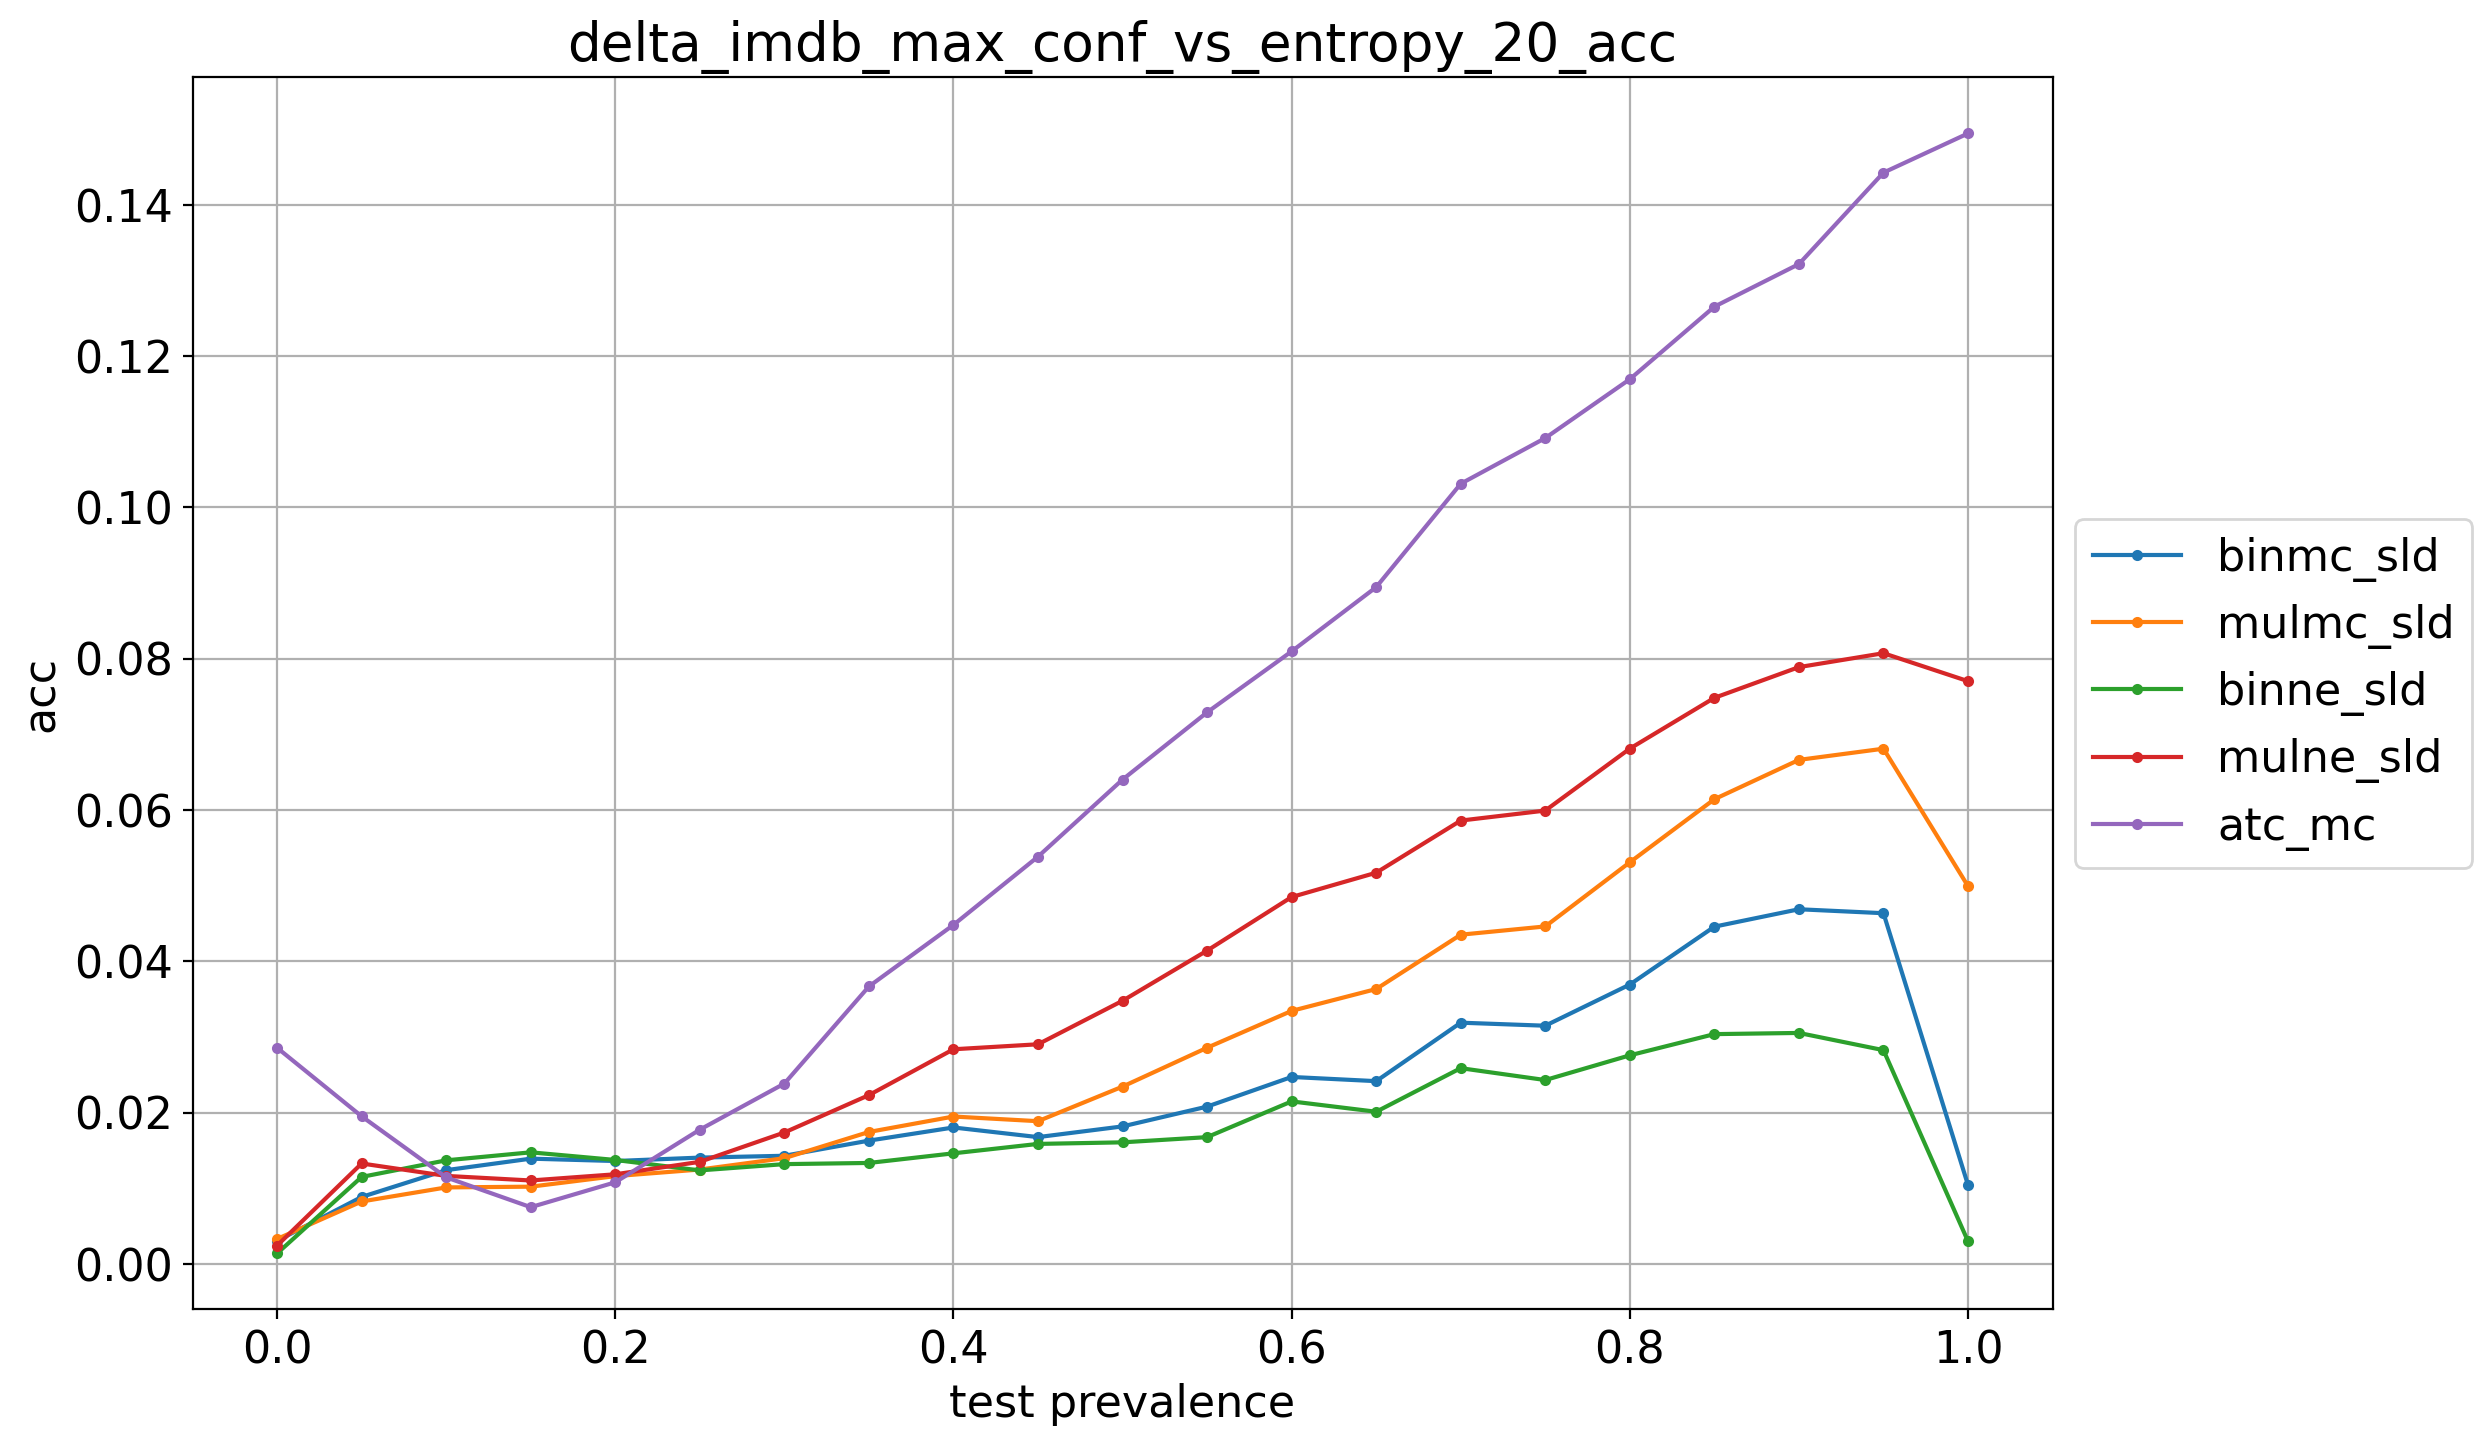 delta_imdb_max_conf_vs_entropy_20_acc
acc
0.14
0.12
0.10
0.08
0.06
0.04
0.02
0.00
0.0 0.2 0.4 0.6 0.8 1.0
test prevalence
binmc_sld
mulmc_sld
binne_sld
mulne_sld
atc_mc